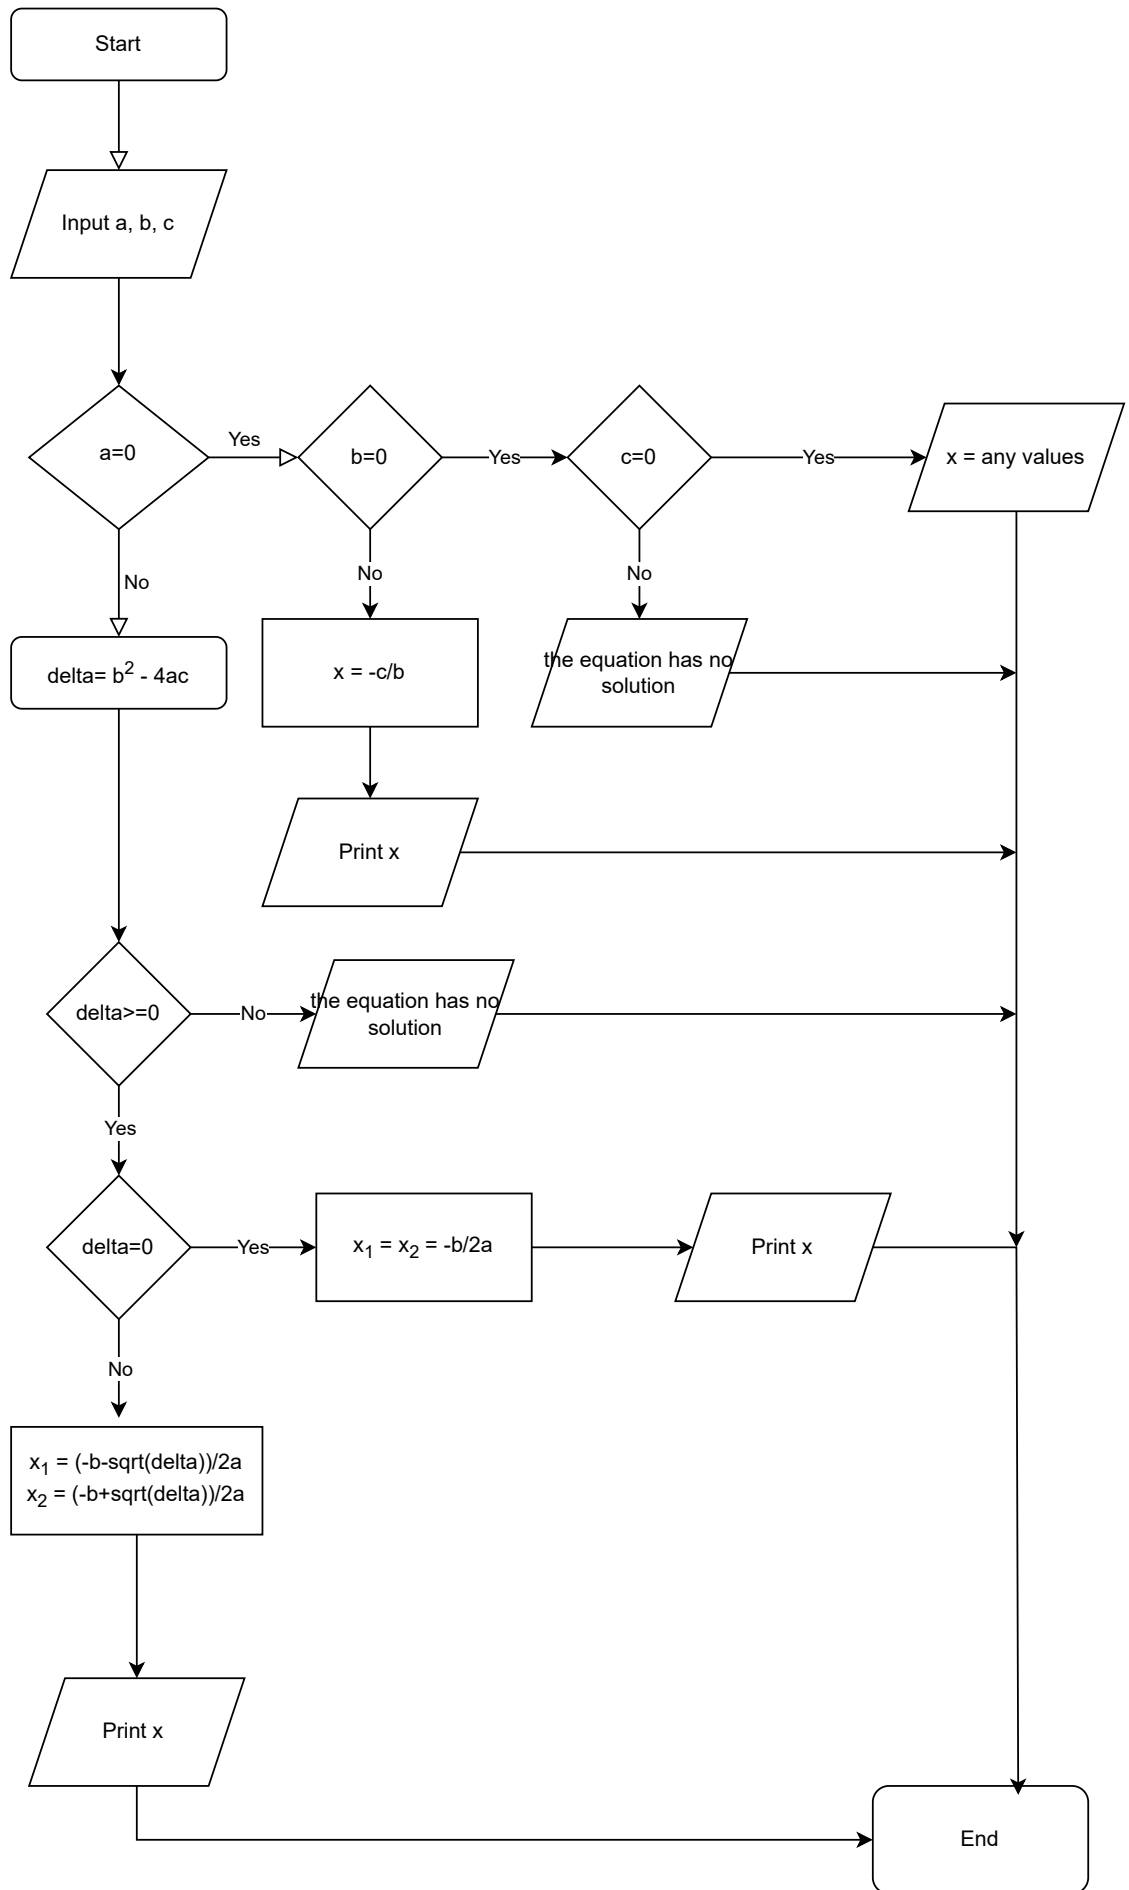 Start
Input a, b, c
a=0
Yes
b=0
Yes
c=0
Yes
x = any values
No
No
No
delta= b² - 4ac
x = -c/b
the equation has no
solution
Print x
delta>=0
No
the equation has no
solution
Yes
delta=0
Yes
x₁ = x₂ = -b/2a
Print x
No
x₁ = (-b-sqrt(delta))/2a
x₂ = (-b+sqrt(delta))/2a
Print x
End